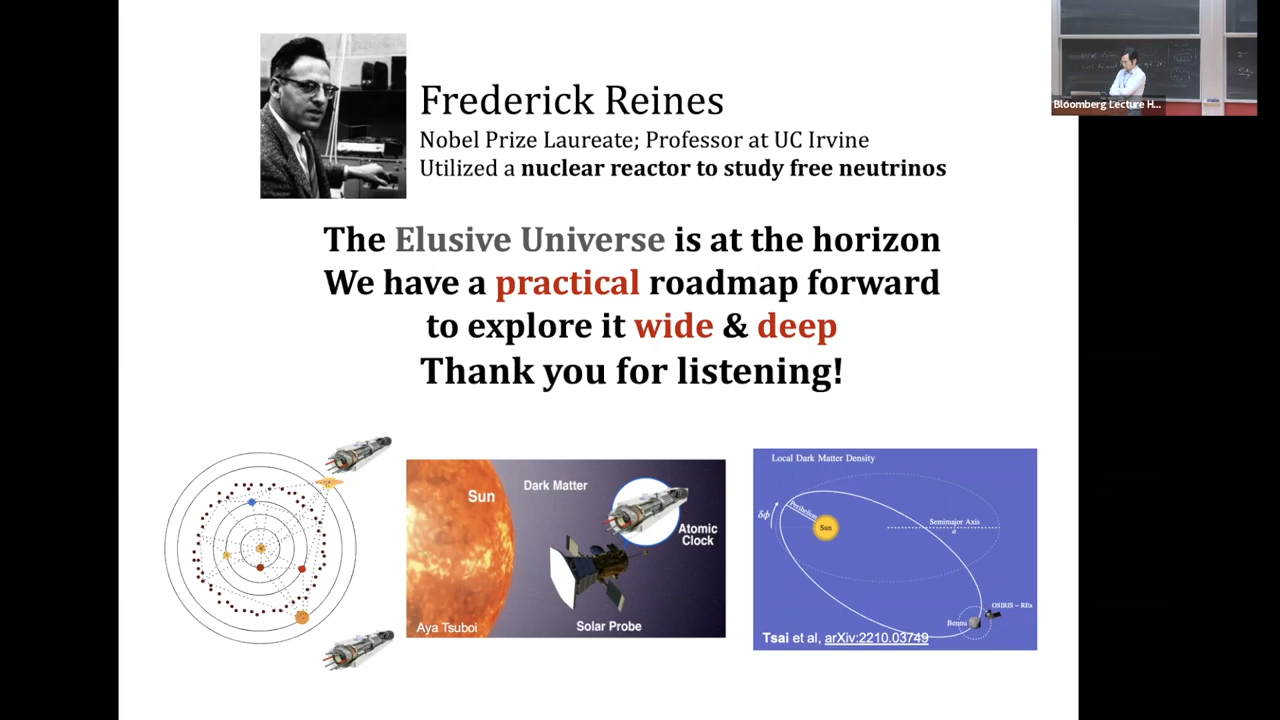 Bloomberg Lecture H...
Frederick Reines
Nobel Prize Laureate; Professor at UC Irvine
Utilized a nuclear reactor to study free neutrinos
The Elusive Universe is at the horizon
We have a practical roadmap forward
to explore it wide & deep
Thank you for listening!
Sun
Dark Matter
Atomic
Clock
Solar Probe
Aya Tsuboi
Local Dark Matter Density
δϕ
Perihelion
Sun
Semimajor Axis
a
OSIRIS – REx
Bennu
Tsai et al, arXiv:2210.03749